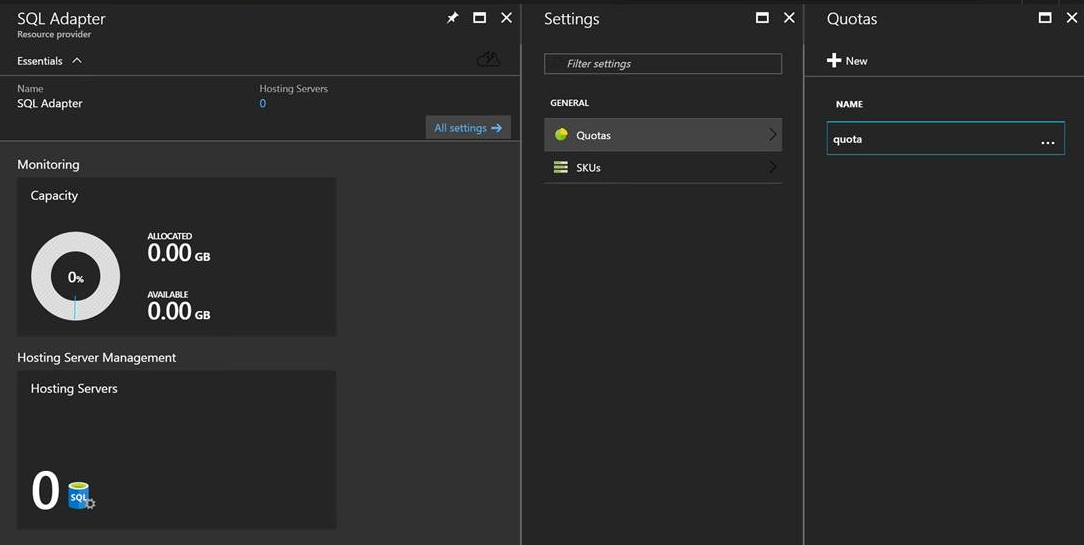 SQL Adapter
Resource provider
Essentials
Name
SQL Adapter
Hosting Servers
0
All settings
Monitoring
Capacity
0%
ALLOCATED
0.00 GB
AVAILABLE
0.00 GB
Hosting Server Management
Hosting Servers
0
SQL
Settings
Filter settings
GENERAL
Quotas
SKUs
Quotas
New
NAME
quota
...